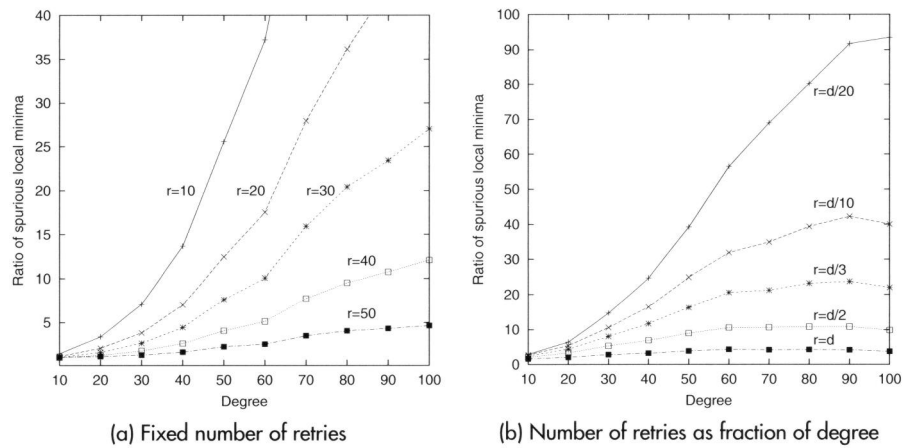 40
35
30
25
20
15
10
5
Ratio of spurious local minima
r=10
r=20
r=30
r=40
r=50
10 20 30 40 50 60 70 80 90 100
Degree
(a) Fixed number of retries
100
90
80
70
60
50
40
30
20
10
0
Ratio of spurious local minima
r=d/20
r=d/10
r=d/3
r=d/2
r=d
10 20 30 40 50 60 70 80 90 100
Degree
(b) Number of retries as fraction of degree